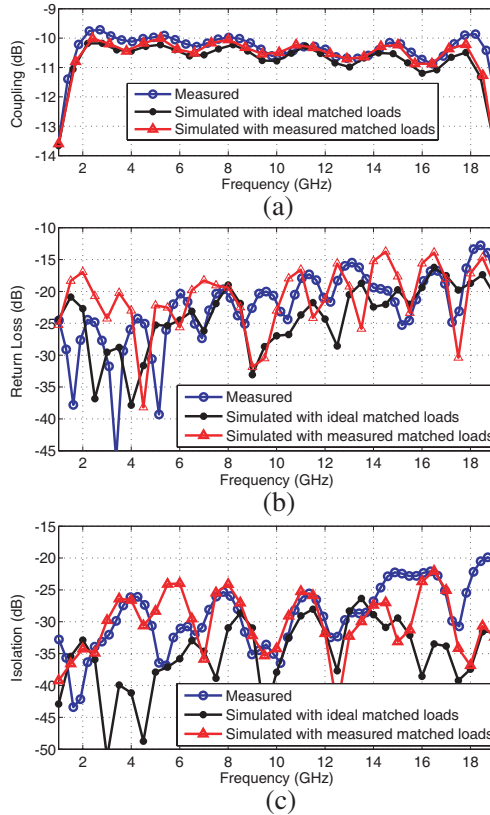 -9
-10
-11
-13
-14
Coupling (dB)
Measured
Simulated with ideal matched loads
Simulated with measured matched loads
2 4 6 8 10 12 14 16 18
Frequency (GHz)
(a)
-10
-15
-20
-25
-30
-35
-40
-45
Return Loss (dB)
Measured
Simulated with ideal matched loads
Simulated with measured matched loads
2 4 6 8 10 12 14 16 18
Frequency (GHz)
(b)
-15
-20
-25
-30
-35
-40
-45
-50
Isolation (dB)
Measured
Simulated with ideal matched loads
Simulated with measured matched loads
2 4 6 8 10 12 14 16 18
Frequency (GHz)
(c)